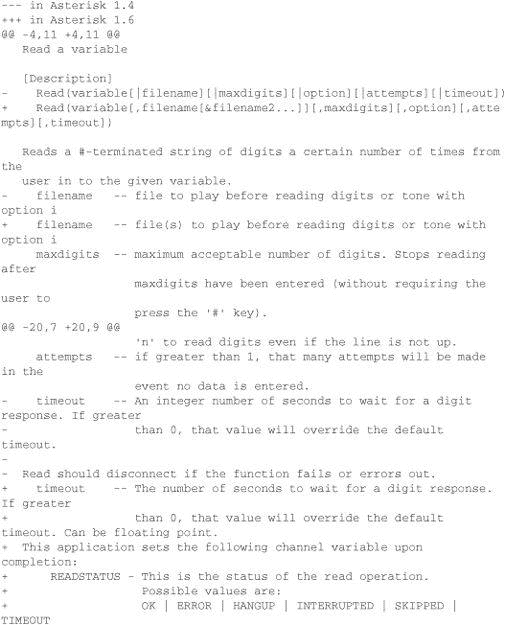 --- in Asterisk 1.4
+++ in Asterisk 1.6
@@ -4,11 +4,11 @@
   Read a variable

   [Description]
-    Read(variable[|filename][|maxdigits][|option][|attempts][|timeout])
+    Read(variable[,filename[&filename2...]][,maxdigits][,option][,atte
mpts][,timeout])

   Reads a #-terminated string of digits a certain number of times from
the
   user in to the given variable.
-    filename   -- file to play before reading digits or tone with
option i
+    filename   -- file(s) to play before reading digits or tone with
option i
     maxdigits  -- maximum acceptable number of digits. Stops reading
after
                   maxdigits have been entered (without requiring the
user to
                   press the '#' key).
@@ -20,7 +20,9 @@
                   'n' to read digits even if the line is not up.
     attempts   -- if greater than 1, that many attempts will be made
in the
                   event no data is entered.
-    timeout    -- An integer number of seconds to wait for a digit
response. If greater
-                  than 0, that value will override the default
timeout.
-
-  Read should disconnect if the function fails or errors out.
+    timeout    -- The number of seconds to wait for a digit response.
If greater
+                  than 0, that value will override the default
timeout. Can be floating point.
+  This application sets the following channel variable upon
completion:
+      READSTATUS - This is the status of the read operation.
+                   Possible values are:
+                   OK | ERROR | HANGUP | INTERRUPTED | SKIPPED |
TIMEOUT